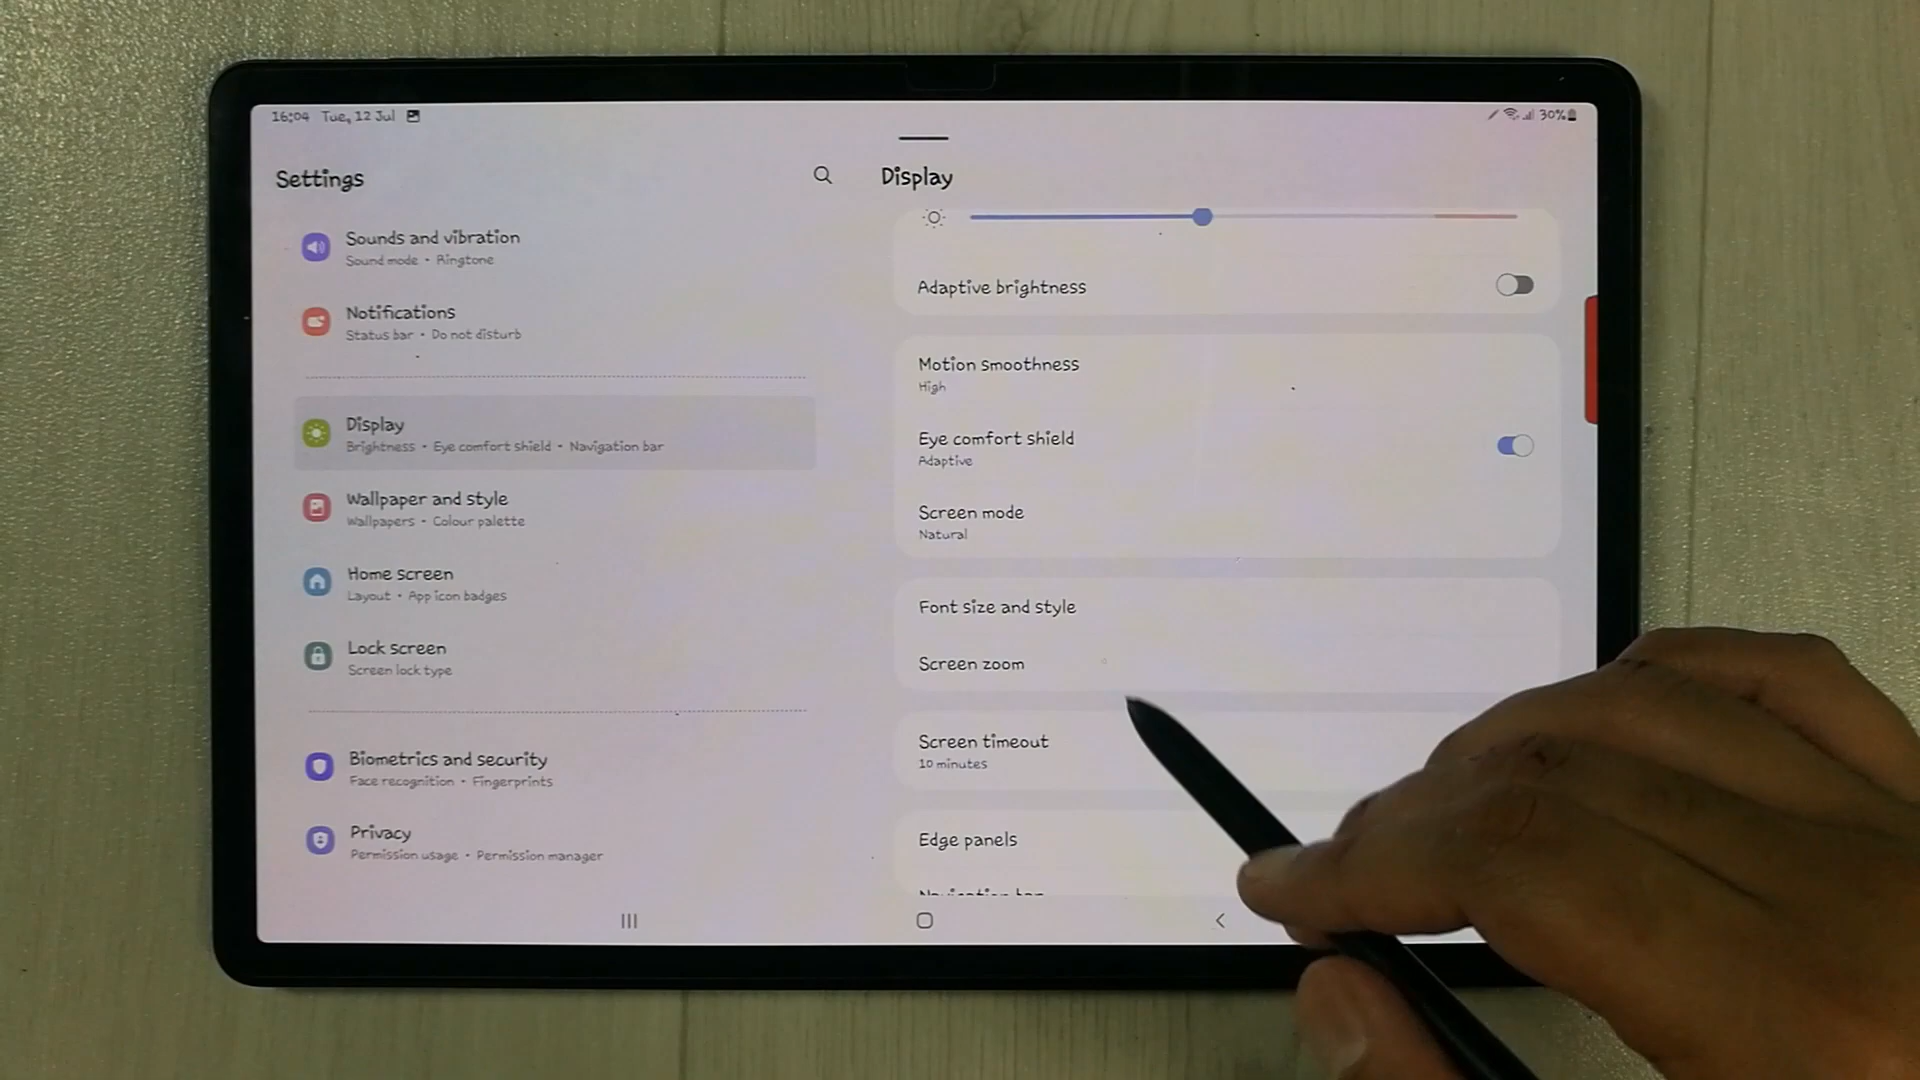 16:04 Tue, 12 Jul
30%
Settings
Sounds and vibration
Sound mode • Ringtone
Notifications
Status bar • Do not disturb
Display
Brightness • Eye comfort shield • Navigation bar
Wallpaper and style
Wallpapers • Colour palette
Home screen
Layout • App icon badges
Lock screen
Screen lock type
Biometrics and security
Face recognition • Fingerprints
Privacy
Permission usage • Permission manager
Display
Adaptive brightness
Motion smoothness
High
Eye comfort shield
Adaptive
Screen mode
Natural
Font size and style
Screen zoom
Screen timeout
10 minutes
Edge panels
Navigation bar